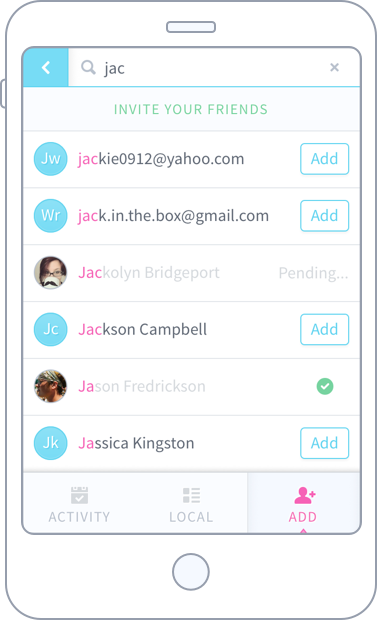 jac
INVITE YOUR FRIENDS
Jw jackie0912@yahoo.com Add
Wr jack.in.the.box@gmail.com Add
Jackolyn Bridgeport Pending...
Jc Jackson Campbell Add
Jason Fredrickson
Jk Jassica Kingston Add
ACTIVITY LOCAL ADD